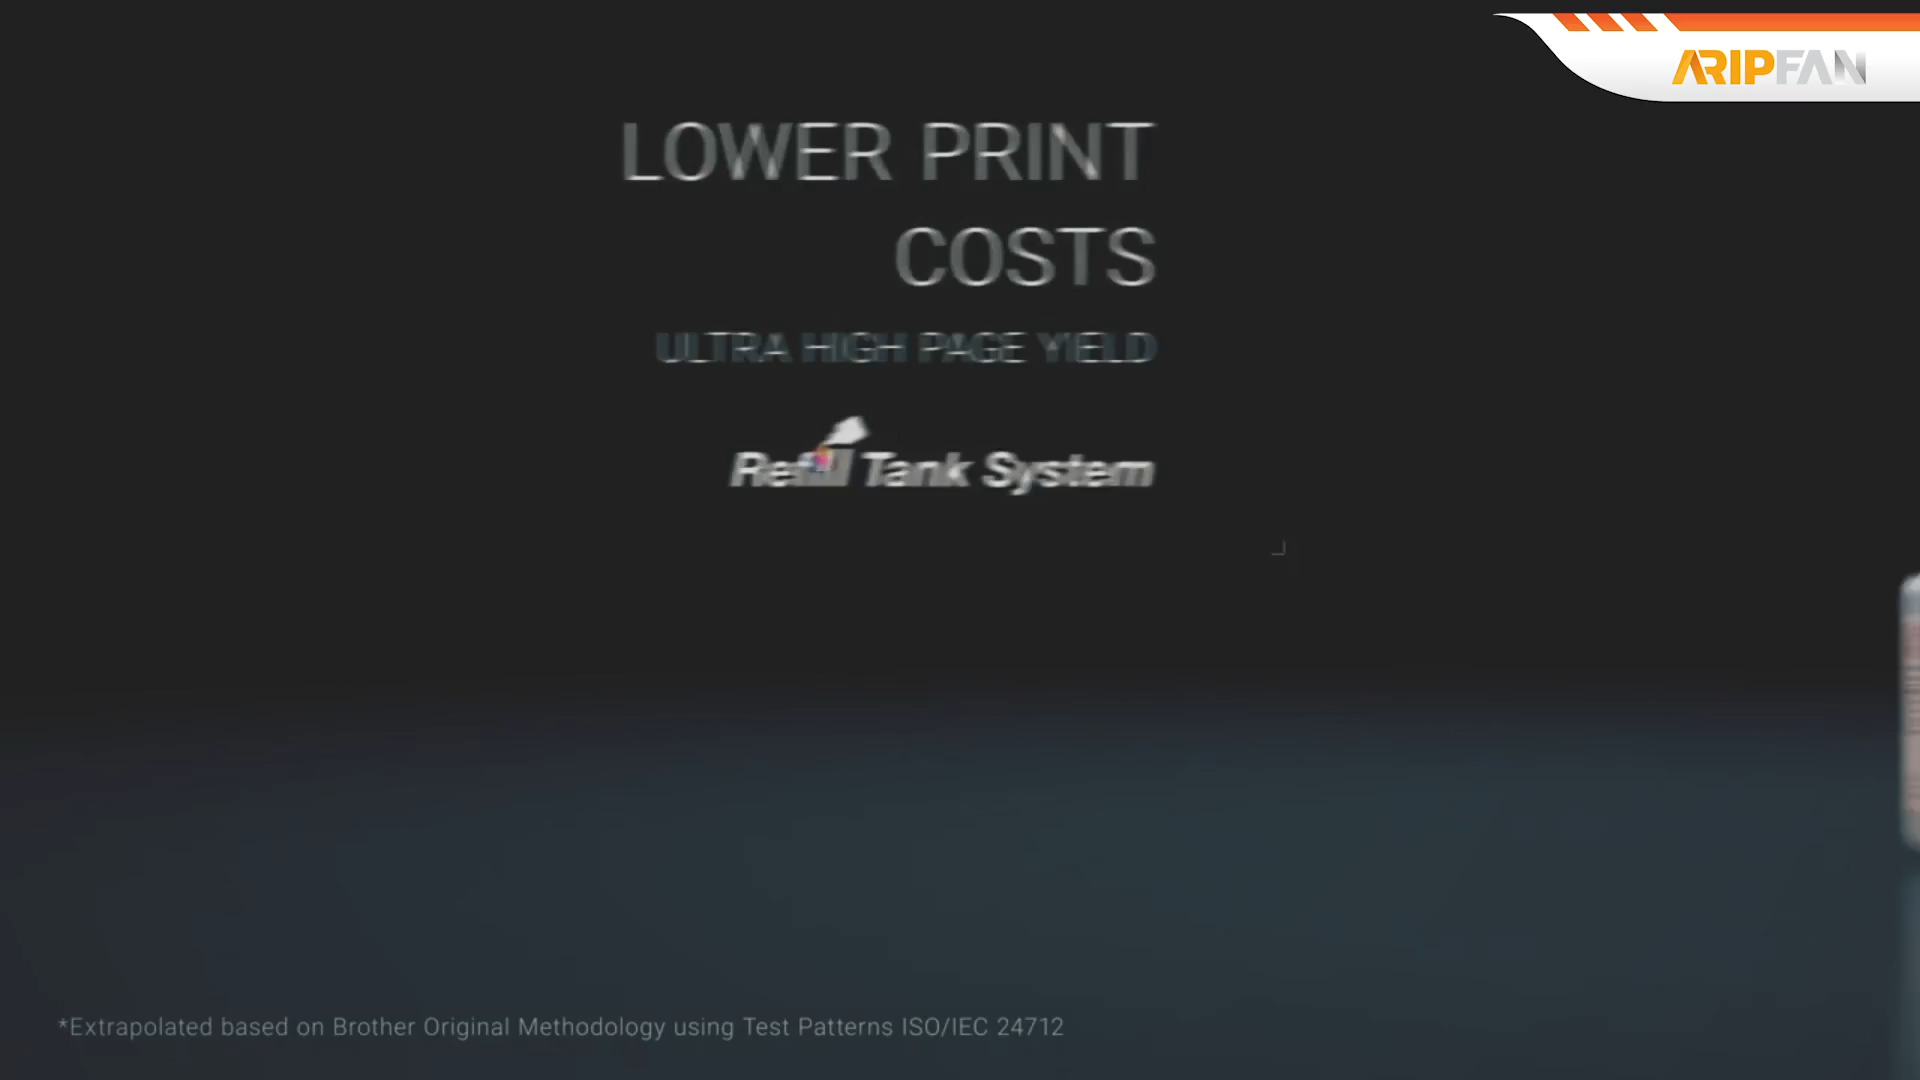 ARIPFAN
LOWER PRINT
COSTS
ULTRA HIGH PAGE YIELD
Refill Tank System
*Extrapolated based on Brother Original Methodology using Test Patterns ISO/IEC 24712